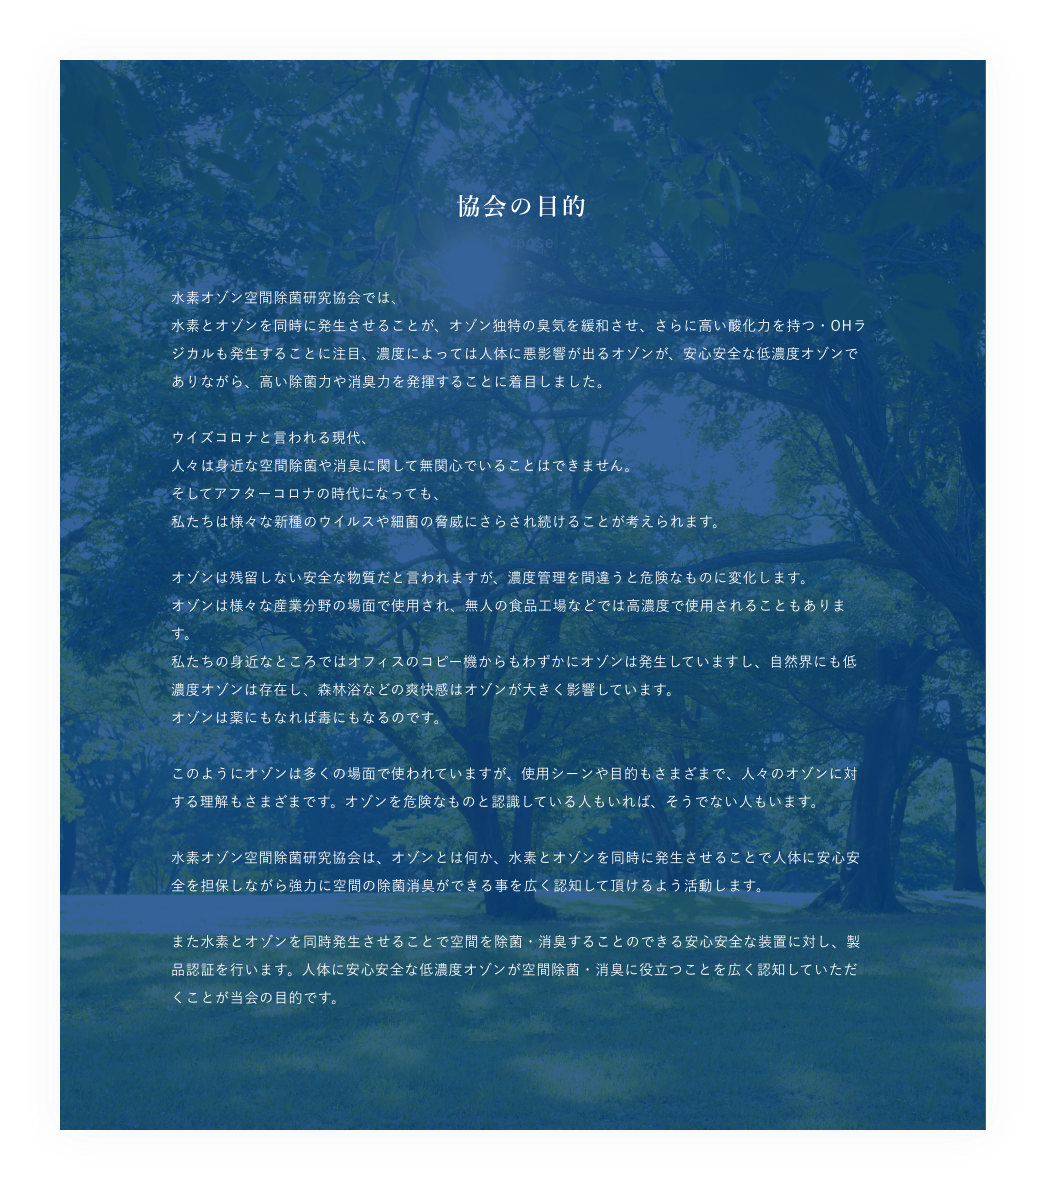 協会の目的
水素オゾン空間除菌研究協会では、
水素とオゾンを同時に発生させることが、オゾン独特の臭気を緩和させ、さらに高い酸化力を持つ・OHラ
ジカルも発生することに注目、濃度によっては人体に悪影響が出るオゾンが、安心安全な低濃度オゾンで
ありながら、高い除菌力や消臭力を発揮することに着目しました。
ウイズコロナと言われる現代、
人々は身近な空間除菌や消臭に関して無関心でいることはできません。
そしてアフターコロナの時代になっても、
私たちは様々な新種のウイルスや細菌の脅威にさらされ続けることが考えられます。
オゾンは残留しない安全な物質だと言われますが、濃度管理を間違うと危険なものに変化します。
オゾンは様々な産業分野の場面で使用され、無人の食品工場などでは高濃度で使用されることもありま
す。
私たちの身近なところではオフィスのコピー機からもわずかにオゾンは発生していますし、自然界にも低
濃度オゾンは存在し、森林浴などの爽快感はオゾンが大きく影響しています。
オゾンは薬にもなれば毒にもなるのです。
このようにオゾンは多くの場面で使われていますが、使用シーンや目的もさまざまで、人々のオゾンに対
する理解もさまざまです。オゾンを危険なものと認識している人もいれば、そうでない人もいます。
水素オゾン空間除菌研究協会は、オゾンとは何か、水素とオゾンを同時に発生させることで人体に安心安
全を担保しながら強力に空間の除菌消臭ができる事を広く認知して頂けるよう活動します。
また水素とオゾンを同時発生させることで空間を除菌・消臭することのできる安心安全な装置に対し、製
品認証を行います。人体に安心安全な低濃度オゾンが空間除菌・消臭に役立つことを広く認知していただ
くことが当会の目的です。